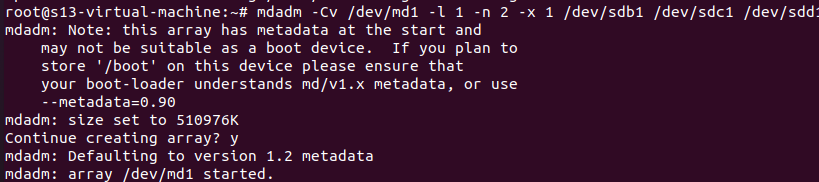 root@s13-virtual-machine:~# mdadm -Cv /dev/md1 -l 1 -n 2 -x 1 /dev/sdb1 /dev/sdc1 /dev/sdd1
mdadm: Note: this array has metadata at the start and
    may not be suitable as a boot device.  If you plan to
    store '/boot' on this device please ensure that
    your boot-loader understands md/v1.x metadata, or use
    --metadata=0.90
mdadm: size set to 510976K
Continue creating array? y
mdadm: Defaulting to version 1.2 metadata
mdadm: array /dev/md1 started.